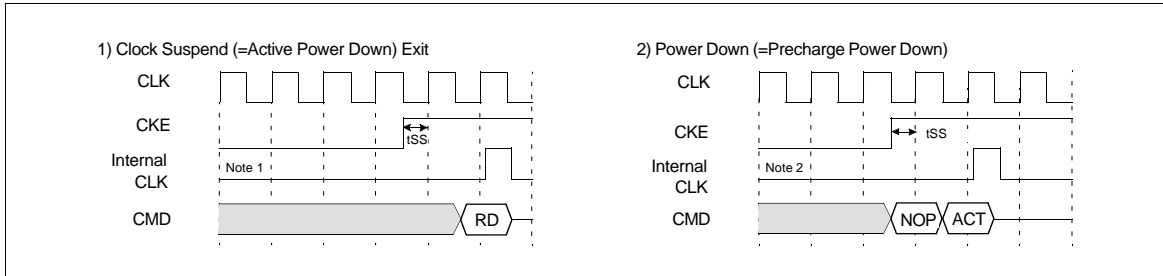 1) Clock Suspend (=Active Power Down) Exit
CLK
CKE
tSS
Internal
CLK
Note 1
CMD
RD
2) Power Down (=Precharge Power Down)
CLK
CKE
tSS
Internal
CLK
Note 2
CMD
NOP
ACT